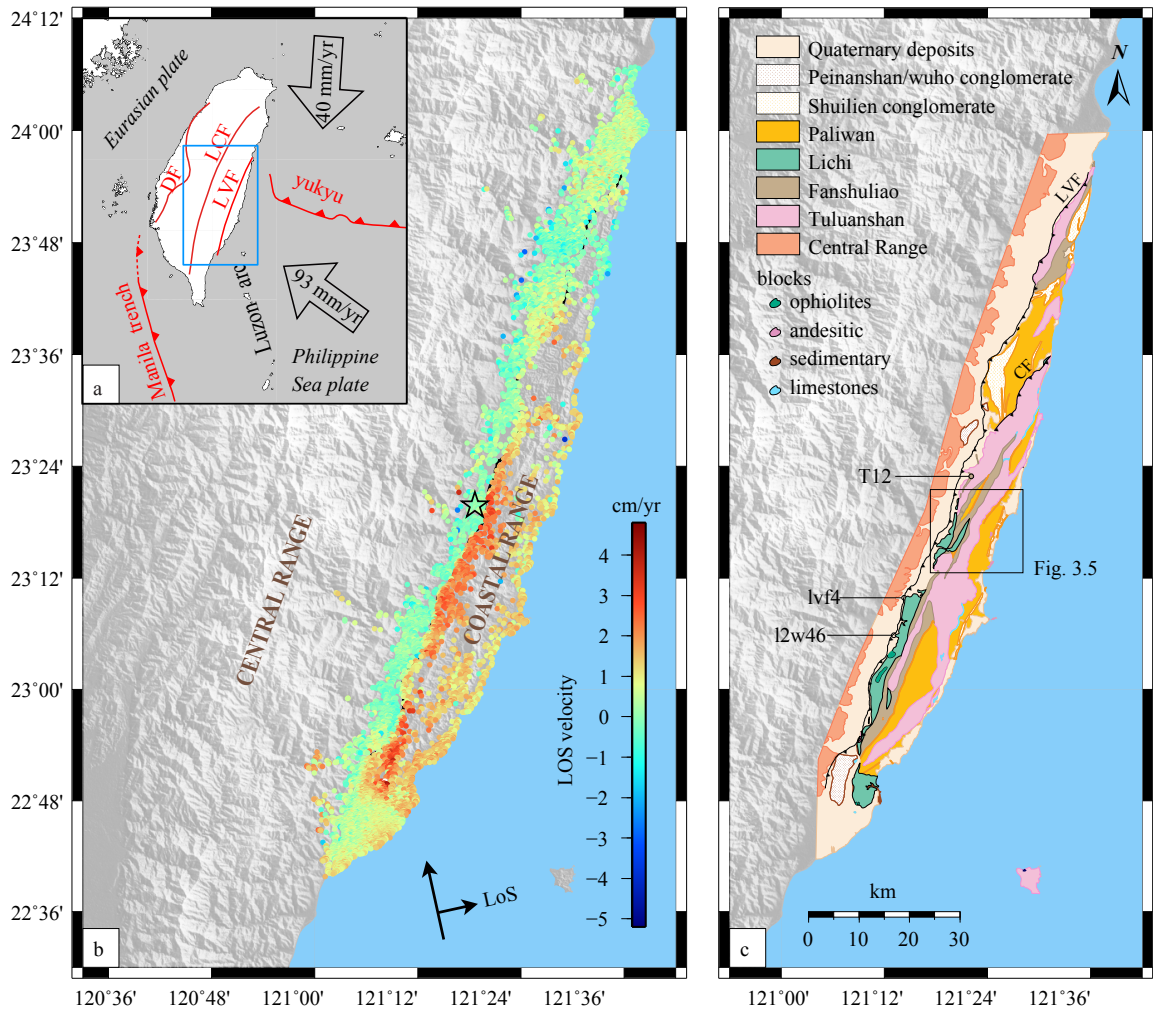 24°12'
24°00'
23°48'
23°36'
23°24'
23°12'
23°00'
22°48'
22°36'
120°36'
120°48'
121°00'
121°12'
121°24'
121°36'
Eurasian plate
40 mm/yr
DF
LCF
LVF
yukyu
93 mm/yr
Manila trench
Luzon arc
Philippine
Sea plate
a
CENTRAL RANGE
COASTAL RANGE
cm/yr
4
3
2
1
0
−1
−2
−3
−4
−5
LOS velocity
LoS
b
Quaternary deposits
Peinanshan/wuho conglomerate
Shuilien conglomerate
Paliwan
Lichi
Fanshuliao
Tuluanshan
Central Range
blocks
ophiolites
andesitic
sedimentary
limestones
N
LVF
CF
T12
Fig. 3.5
lvf4
l2w46
km
0 10 20 30
c
121°00'
121°12'
121°24'
121°36'